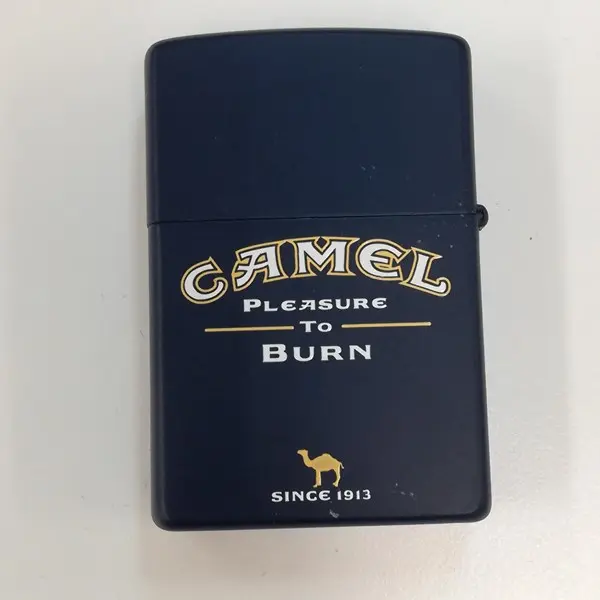 CAMEL
PLEASURE
TO
BURN
SINCE 1913